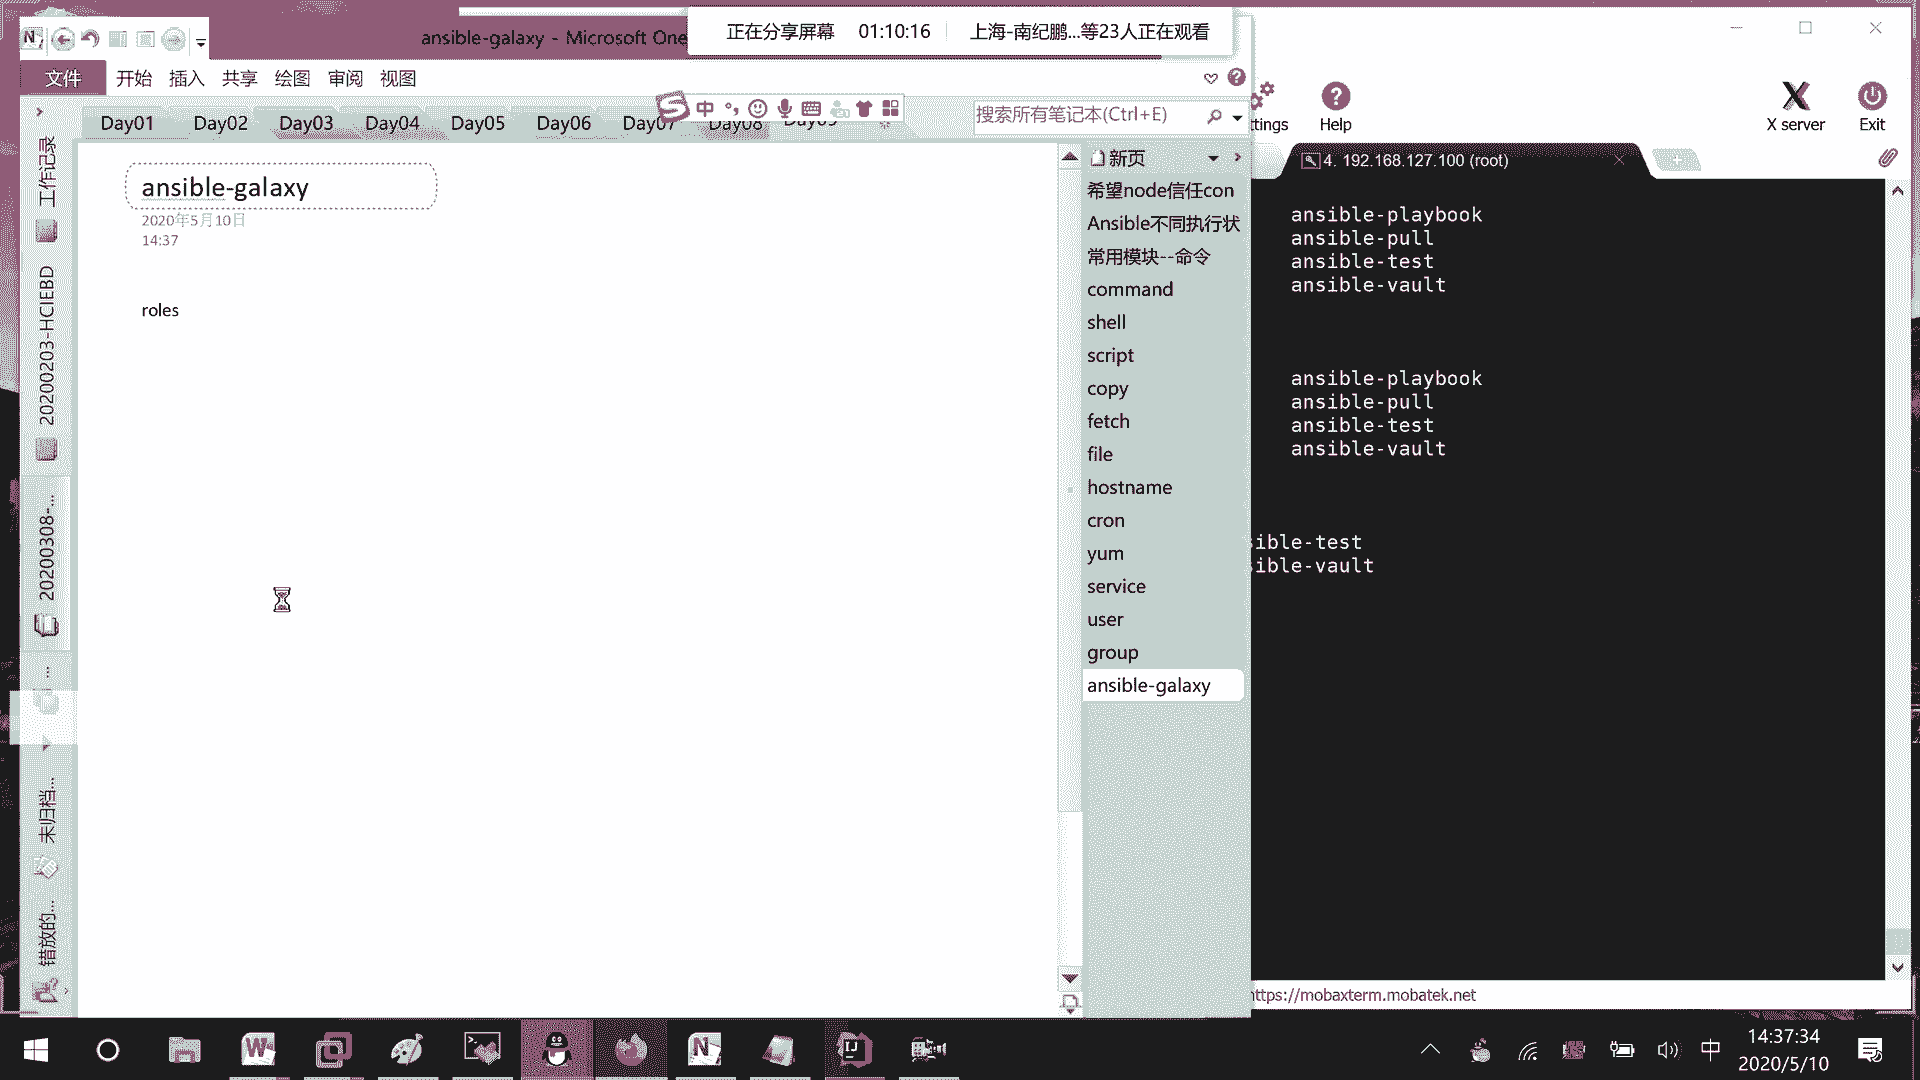 ansible-galaxy - Microsoft One
正在分享屏幕 01:10:16 上海-南纪鹏...等23人正在观看
文件 开始 插入 共享 绘图 审阅 视图
中
Day01 Day02 Day03 Day04 Day05 Day06 Day07 Day08 Day09
搜索所有笔记本(Ctrl+E)
工作记录
20200203-HCIEBD
20200308-...
...
未归档...
错放的...
ansible-galaxy
2020年5月10日
14:37
roles
新页
希望node信任con
Ansible不同执行状
常用模块--命令
command
shell
script
copy
fetch
file
hostname
cron
yum
service
user
group
ansible-galaxy
ttings Help X server Exit
4. 192.168.127.100 (root)
ansible-playbook
ansible-pull
ansible-test
ansible-vault
ansible-playbook
ansible-pull
ansible-test
ansible-vault
sible-test
sible-vault
https://mobaxterm.mobatek.net
中
14:37:34
2020/5/10